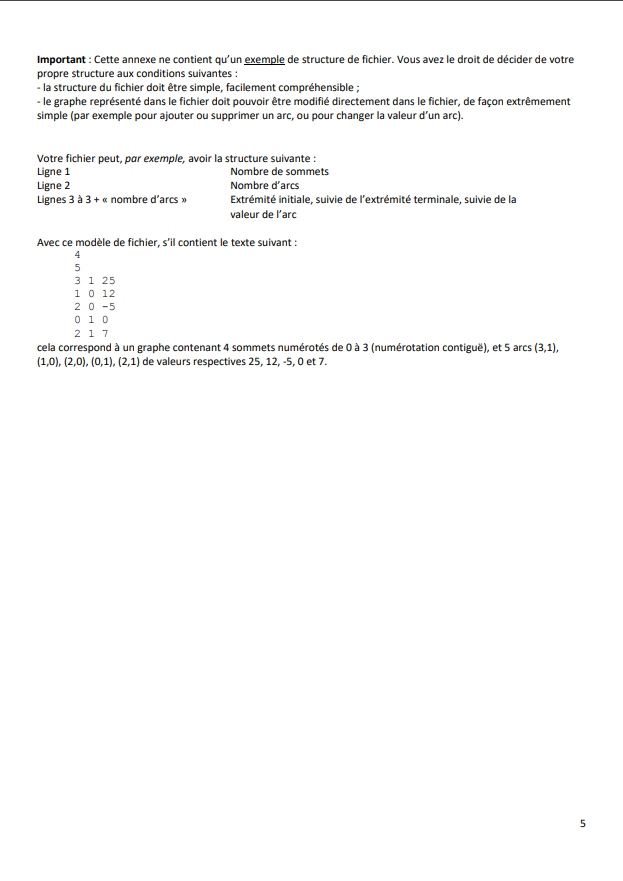 Important : Cette annexe ne contient qu’un exemple de structure de fichier. Vous avez le droit de décider de votre
propre structure aux conditions suivantes :
- la structure du fichier doit être simple, facilement compréhensible ;
- le graphe représenté dans le fichier doit pouvoir être modifié directement dans le fichier, de façon extrêmement
simple (par exemple pour ajouter ou supprimer un arc, ou pour changer la valeur d’un arc).
Votre fichier peut, par exemple, avoir la structure suivante :
Ligne 1 Nombre de sommets
Ligne 2 Nombre d’arcs
Lignes 3 à 3 + « nombre d’arcs » Extrémité initiale, suivie de l’extrémité terminale, suivie de la
valeur de l’arc
Avec ce modèle de fichier, s’il contient le texte suivant :
4
5
3 1 25
1 0 12
2 0 -5
0 1 0
2 1 7
cela correspond à un graphe contenant 4 sommets numérotés de 0 à 3 (numérotation contiguë), et 5 arcs (3,1),
(1,0), (2,0), (0,1), (2,1) de valeurs respectives 25, 12, -5, 0 et 7.
5